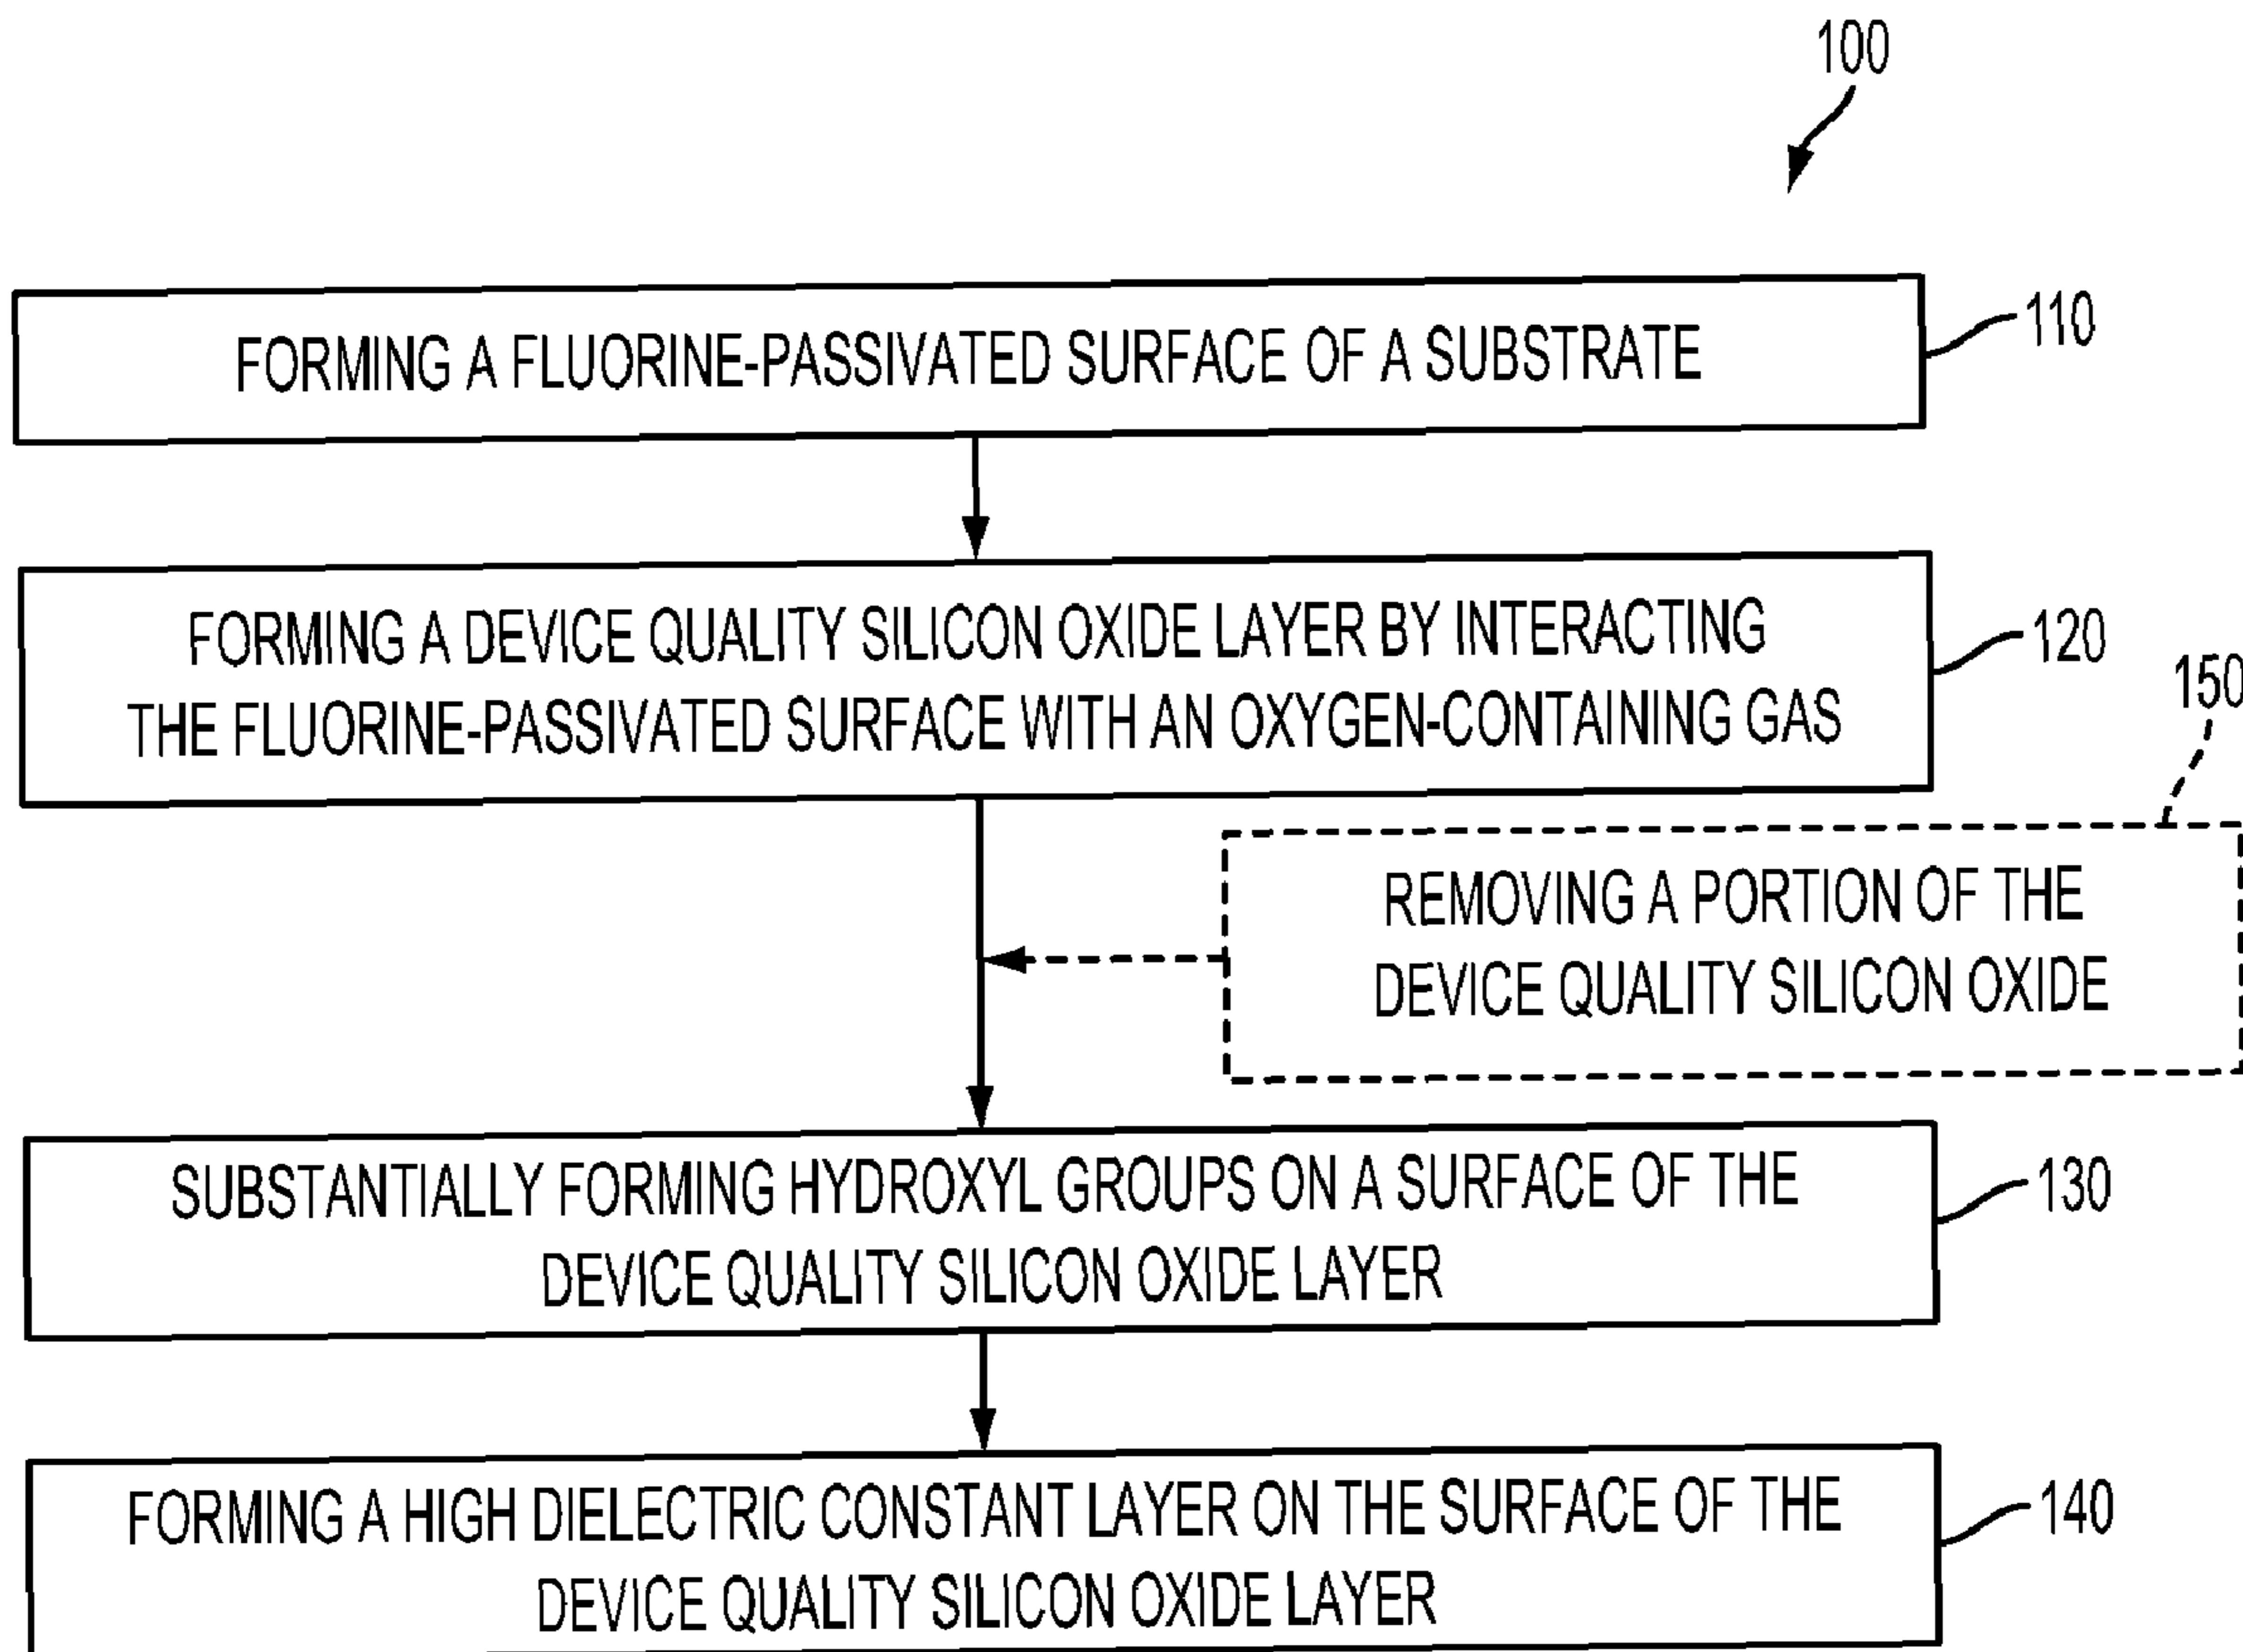 100
FORMING A FLUORINE-PASSIVATED SURFACE OF A SUBSTRATE
110
FORMING A DEVICE QUALITY SILICON OXIDE LAYER BY INTERACTING
THE FLUORINE-PASSIVATED SURFACE WITH AN OXYGEN-CONTAINING GAS
120
150
REMOVING A PORTION OF THE
DEVICE QUALITY SILICON OXIDE
SUBSTANTIALLY FORMING HYDROXYL GROUPS ON A SURFACE OF THE
DEVICE QUALITY SILICON OXIDE LAYER
130
FORMING A HIGH DIELECTRIC CONSTANT LAYER ON THE SURFACE OF THE
DEVICE QUALITY SILICON OXIDE LAYER
140